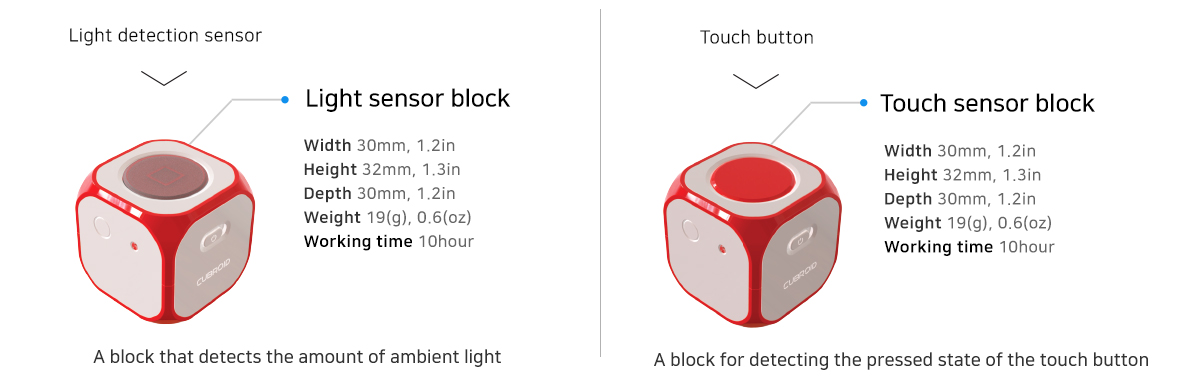 Light detection sensor
Light sensor block
Width 30mm, 1.2in
Height 32mm, 1.3in
Depth 30mm, 1.2in
Weight 19(g), 0.6(oz)
Working time 10hour
CUBROID
A block that detects the amount of ambient light
Touch button
Touch sensor block
Width 30mm, 1.2in
Height 32mm, 1.3in
Depth 30mm, 1.2in
Weight 19(g), 0.6(oz)
Working time 10hour
CUBROID
A block for detecting the pressed state of the touch button